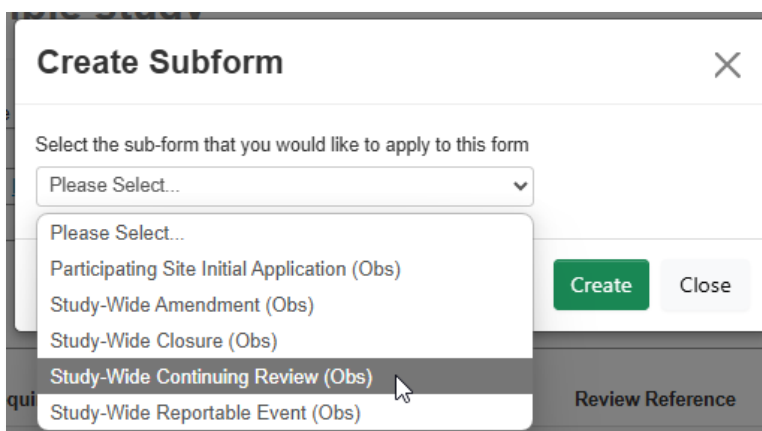 Create Subform
Select the sub-form that you would like to apply to this form
Please Select...
Please Select...
Participating Site Initial Application (Obs)
Study-Wide Amendment (Obs)
Study-Wide Closure (Obs)
Study-Wide Continuing Review (Obs)
Study-Wide Reportable Event (Obs)
Create
Close
Review Reference